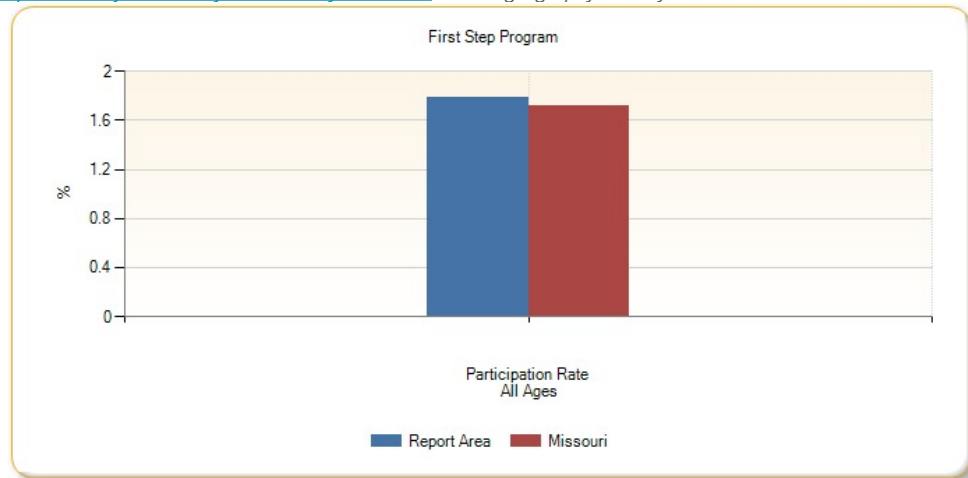 First Step Program
2
1.6
1.2
0.8
0.4
0
%
Participation Rate
All Ages
Report Area
Missouri